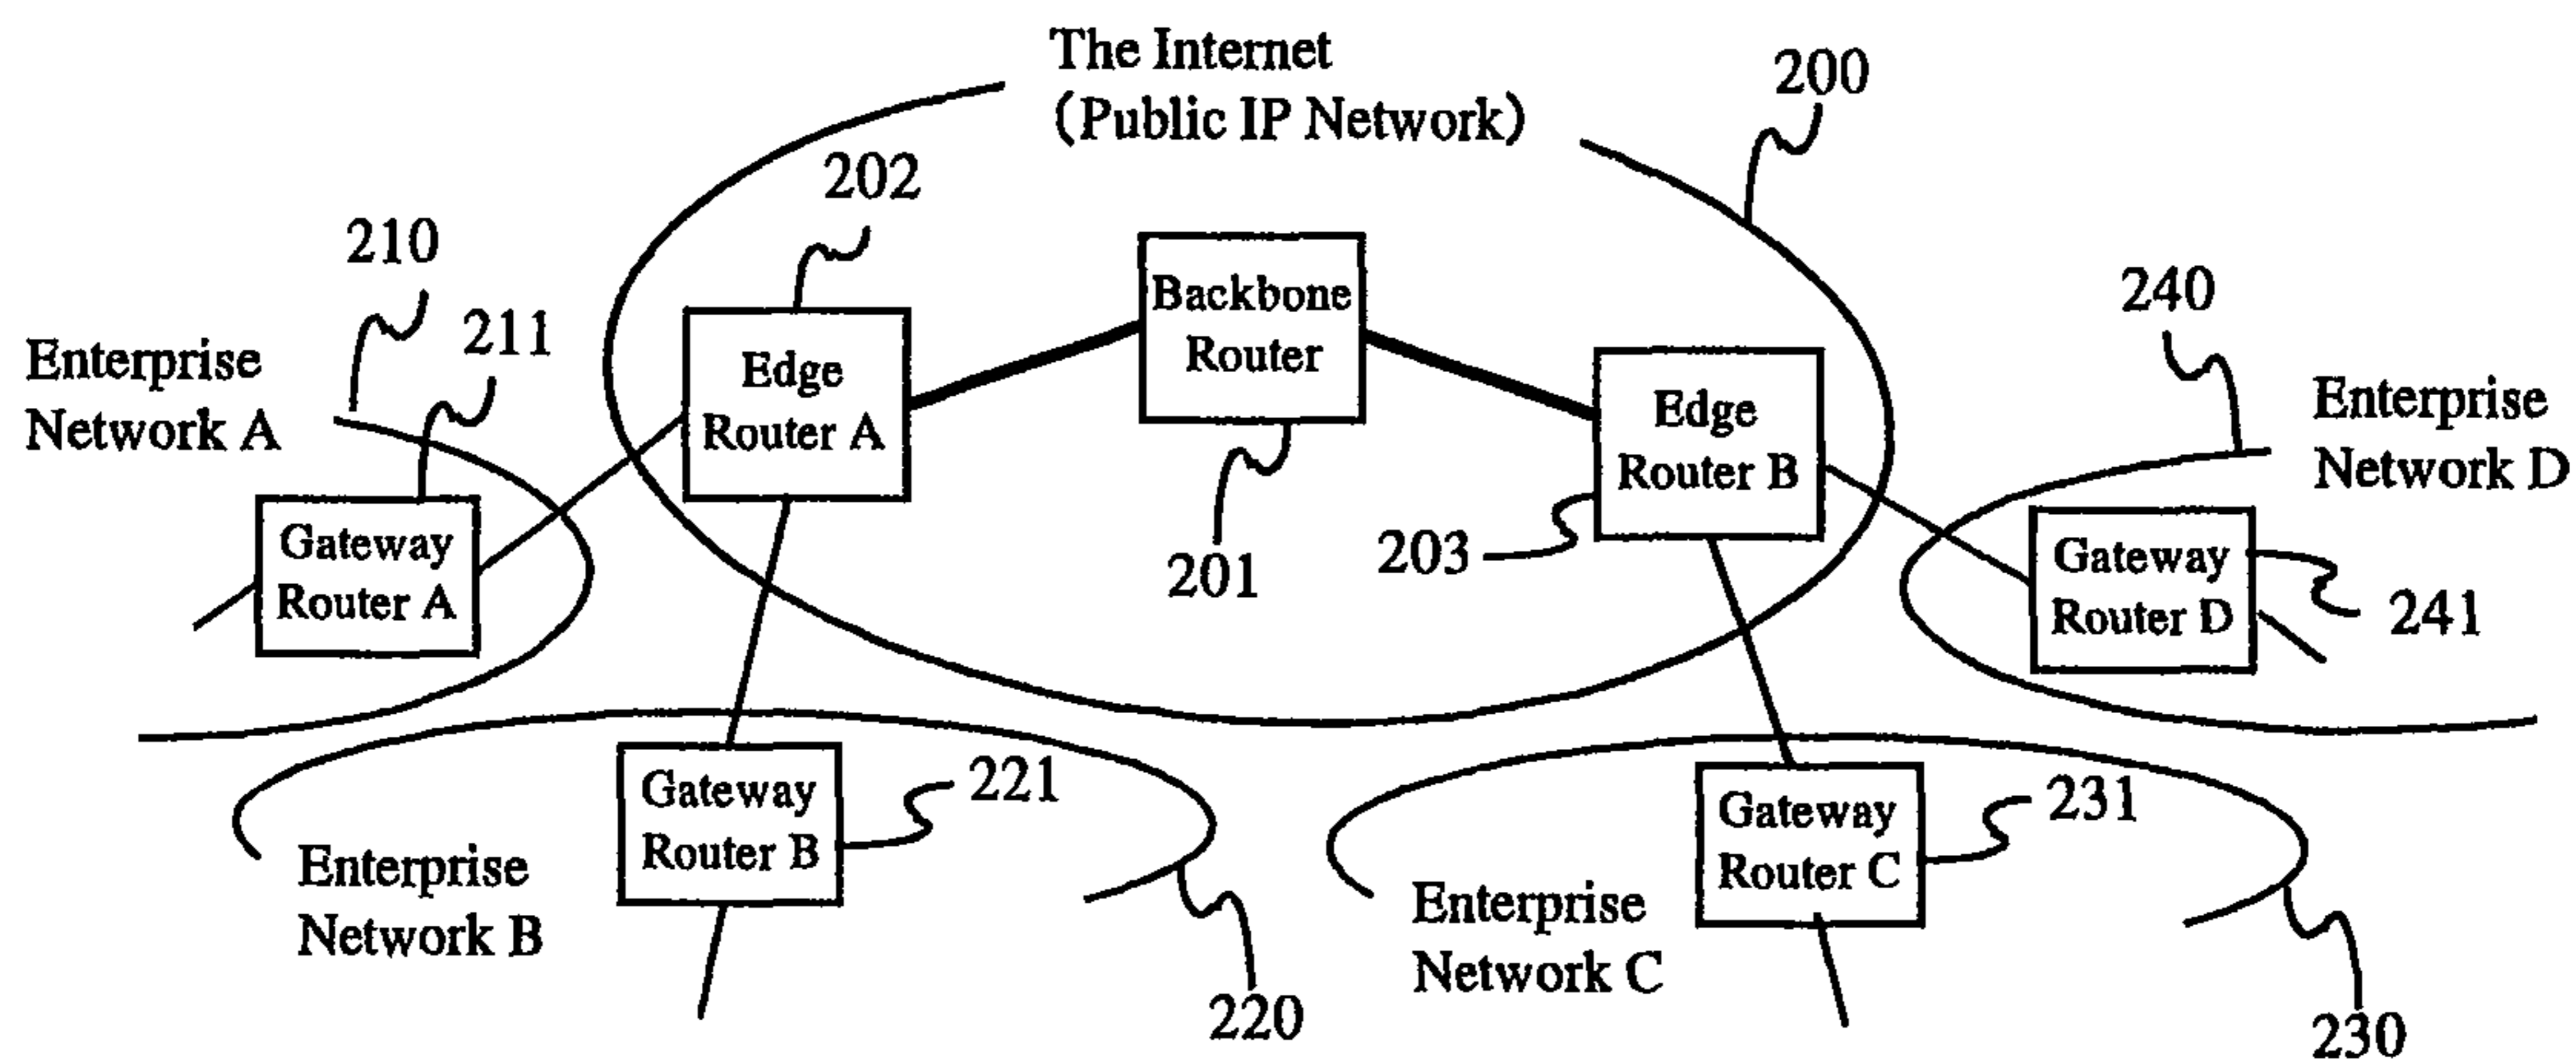 The Internet
(Public IP Network)
200
202
210
211
Enterprise
Network A
Backbone
Router
240
Edge
Router A
Edge
Router B
Enterprise
Network D
Gateway
Router A
201
203
Gateway
Router D
241
Gateway
Router B
221
Gateway
Router C
231
Enterprise
Network B
Enterprise
Network C
220
230